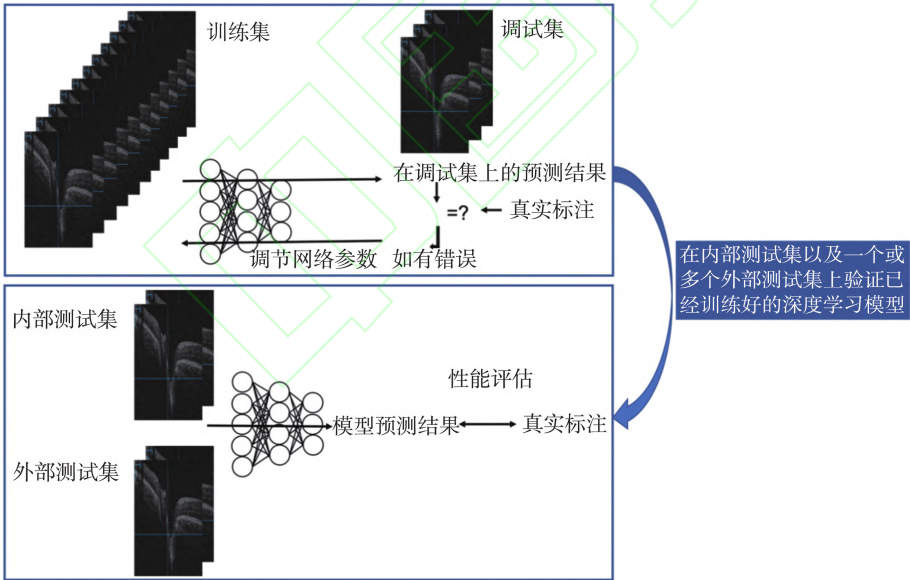 训练集
调试集
在调试集上的预测结果
=?
真实标注
调节网络参数 如有错误
在内部测试集以及一个或
多个外部测试集上验证已
经训练好的深度学习模型
内部测试集
性能评估
模型预测结果
真实标注
外部测试集